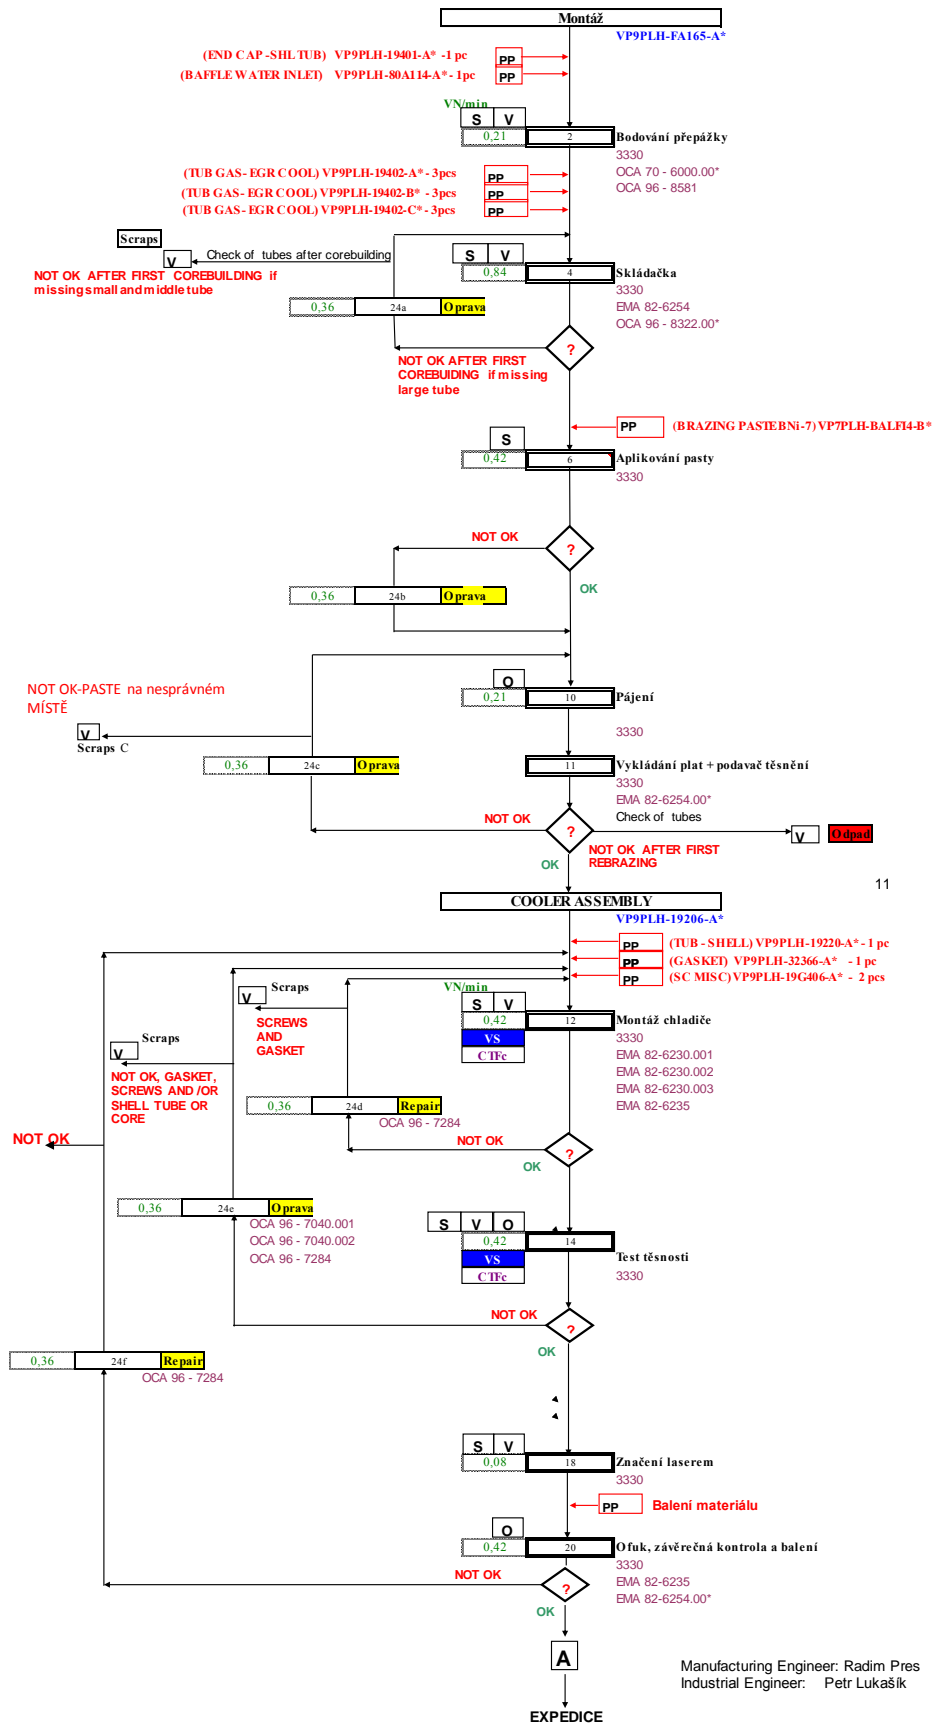 Montáž
VP9PLH-FA165-A*
(END CAP -SHL TUB) VP9PLH-19401-A* -1 pc
PP
(BAFFLE WATER INLET) VP9PLH-80A114-A* - 1pc
PP
VN/min
S V
0,21 2 Bodování přepážky
3330
OCA 70 - 6000.00*
OCA 96 - 8581
(TUB GAS- EGR COOL) VP9PLH-19402-A* - 3pcs
PP
(TUB GAS- EGR COOL) VP9PLH-19402-B* - 3pcs
PP
(TUB GAS- EGR COOL) VP9PLH-19402-C* - 3pcs
PP
Scraps
V
Check of tubes after corebuilding
NOT OK AFTER FIRST COREBUILDING if
missing small and middle tube
S V
0,84 4 Skládačka
3330
EMA 82-6254
OCA 96 - 8322.00*
0,36 24a Oprava
?
NOT OK AFTER FIRST
COREBUIDING if missing
large tube
PP (BRAZING PASTEBNi-7) VP7PLH-BALFI4-B*
S
0,42 6 Aplikování pasty
3330
NOT OK
?
OK
0,36 24b Oprava
NOT OK-PASTE na nesprávném
MÍSTĚ
V
Scraps C
O
0,21 10 Pájení
3330
0,36 24c Oprava
11 Vykládání plat + podavač těsnění
3330
EMA 82-6254.00*
Check of tubes
NOT OK
?
V Odpad
NOT OK AFTER FIRST
REBRAZING
OK
11
COOLER ASSEMBLY
VP9PLH-19206-A*
PP (TUB - SHELL) VP9PLH-19220-A* - 1 pc
PP (GASKET) VP9PLH-32366-A* - 1 pc
PP (SC MISC) VP9PLH-19G406-A* - 2 pcs
VN/min
Scraps
V
SCREWS
AND
GASKET
S V
0,42 12 Montáž chladiče
VS
CTFc
3330
EMA 82-6230.001
EMA 82-6230.002
EMA 82-6230.003
EMA 82-6235
Scraps
V
NOT OK, GASKET,
SCREWS AND /OR
SHELL TUBE OR
CORE
0,36 24d Repair
OCA 96 - 7284
NOT OK
NOT OK
?
OK
0,36 24e Oprava
OCA 96 - 7040.001
OCA 96 - 7040.002
OCA 96 - 7284
S V O
0,42 14
VS
CTFc
Test těsnosti
3330
NOT OK
?
OK
0,36 24f Repair
OCA 96 - 7284
S V
0,08 18 Značení laserem
3330
PP Balení materiálu
O
0,42 20 Ofuk, závěrečná kontrola a balení
3330
EMA 82-6235
EMA 82-6254.00*
NOT OK
?
OK
A
Manufacturing Engineer: Radim Pres
Industrial Engineer: Petr Lukašík
EXPEDICE